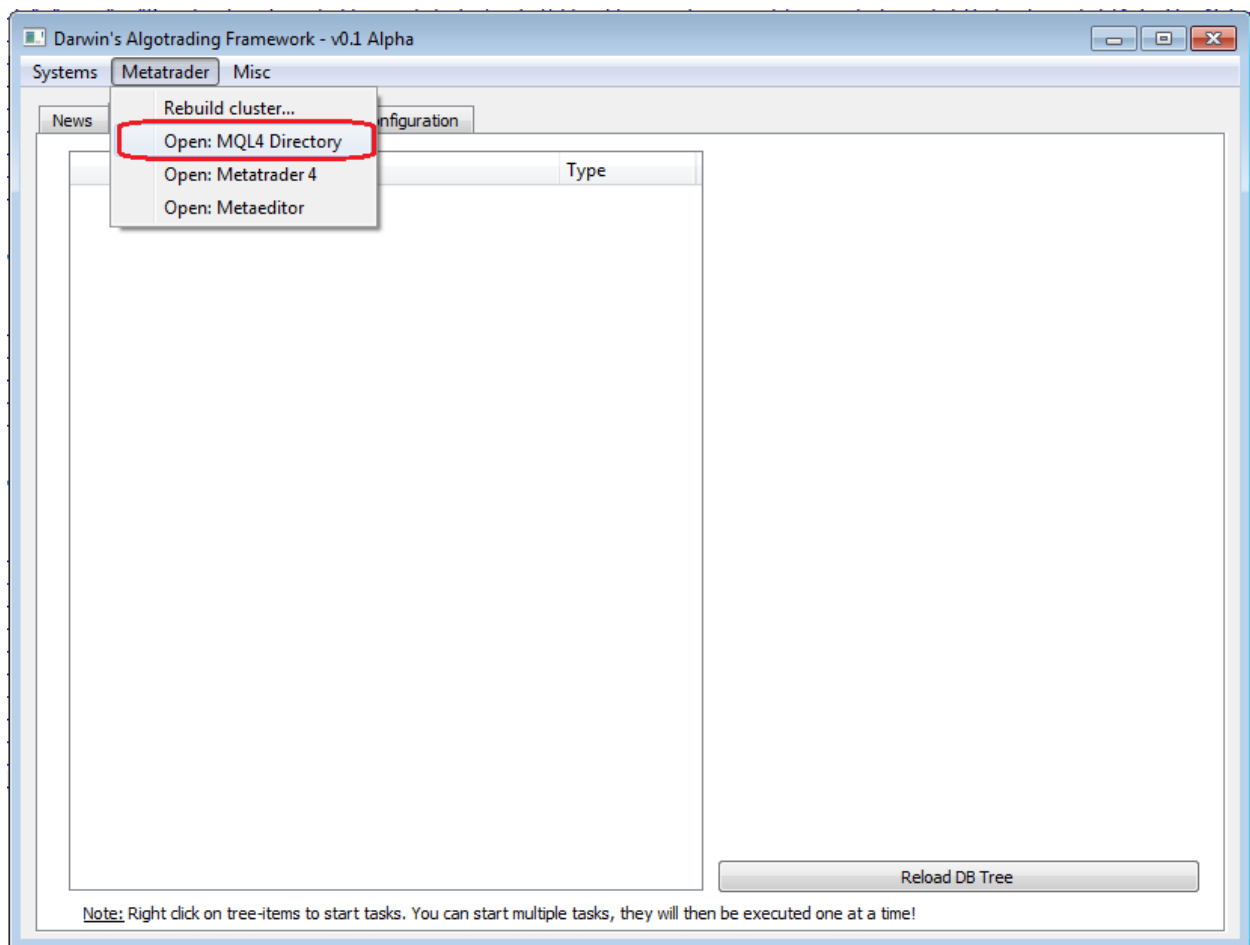 Darwin's Algotrading Framework - v0.1 Alpha
Systems Metatrader Misc
Rebuild cluster...
News
Open: MQL4 Directory
Type
Open: Metatrader 4
Open: Metaeditor
Reload DB Tree
Note: Right click on tree-items to start tasks. You can start multiple tasks, they will then be executed one at a time!